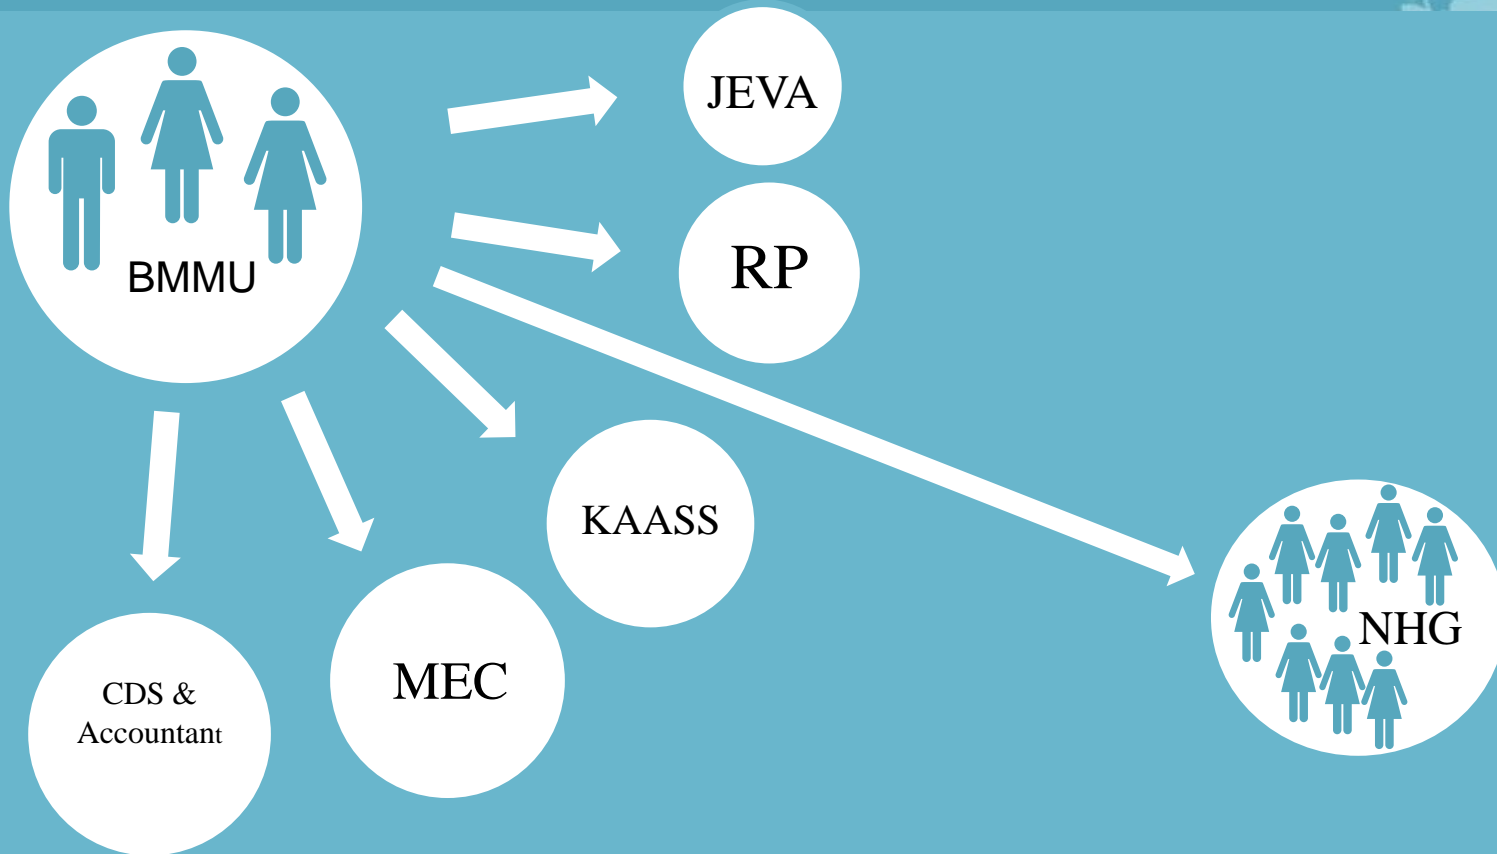 JEVA
RP
BMMU
KAASS
NHG
MEC
CDS &
Accountant